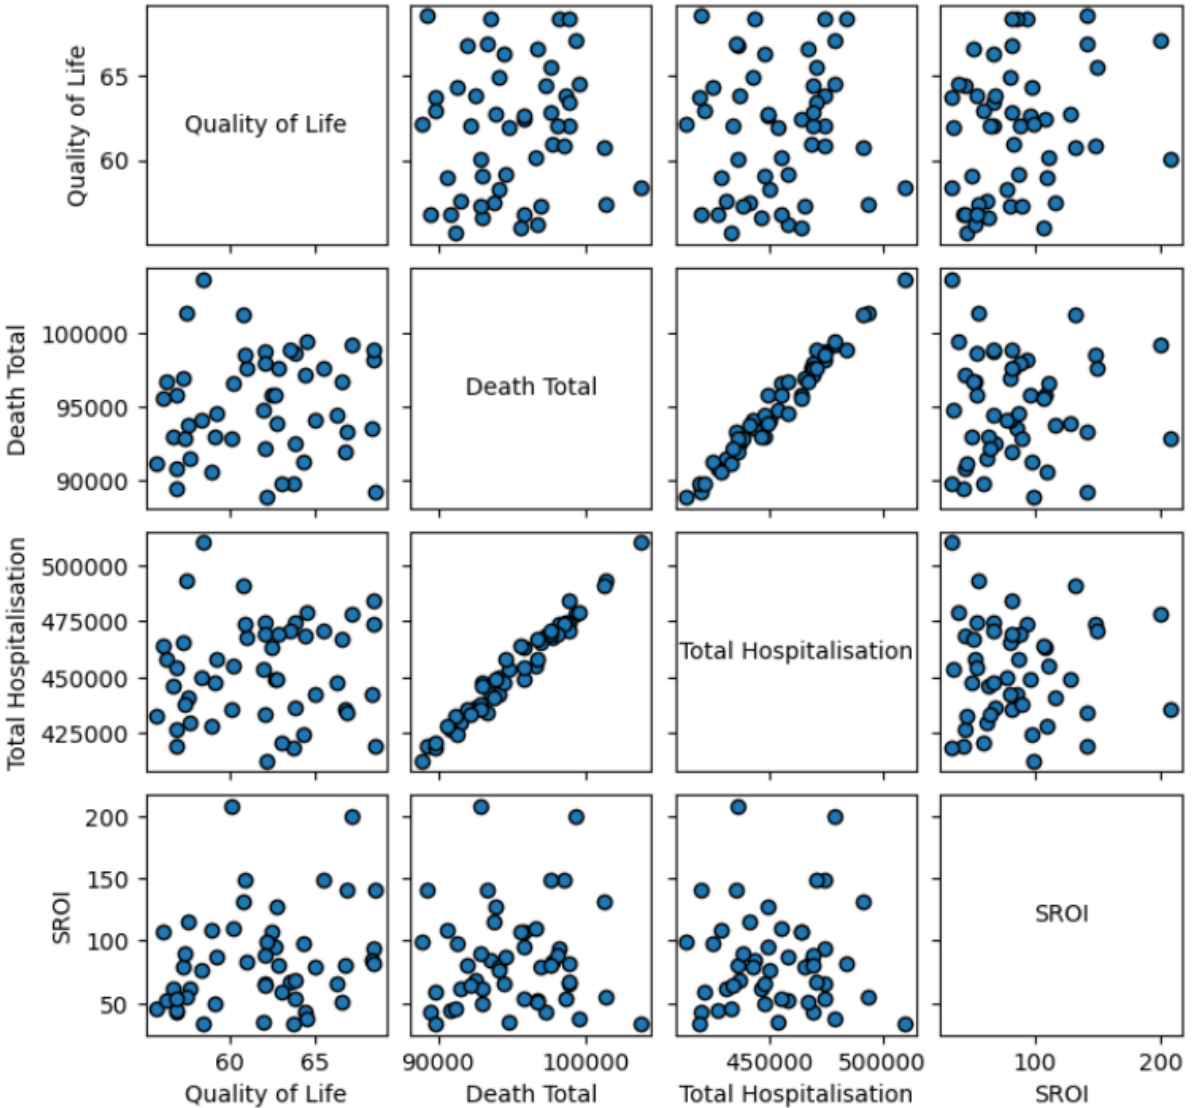 Quality of Life
65
60
Quality of Life
Death Total
100000
95000
90000
Death Total
Total Hospitalisation
500000
475000
450000
425000
Total Hospitalisation
SROI
200
150
100
50
SROI
60 65 90000 100000 450000 500000 100 200
Quality of Life Death Total Total Hospitalisation SROI